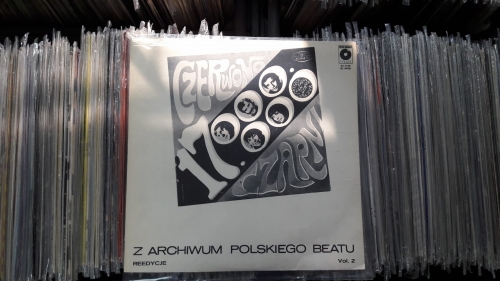 CZERWONO
CZARNI
17
Z ARCHIWUM POLSKIEGO BEATU
REEDYCJE Vol. 2